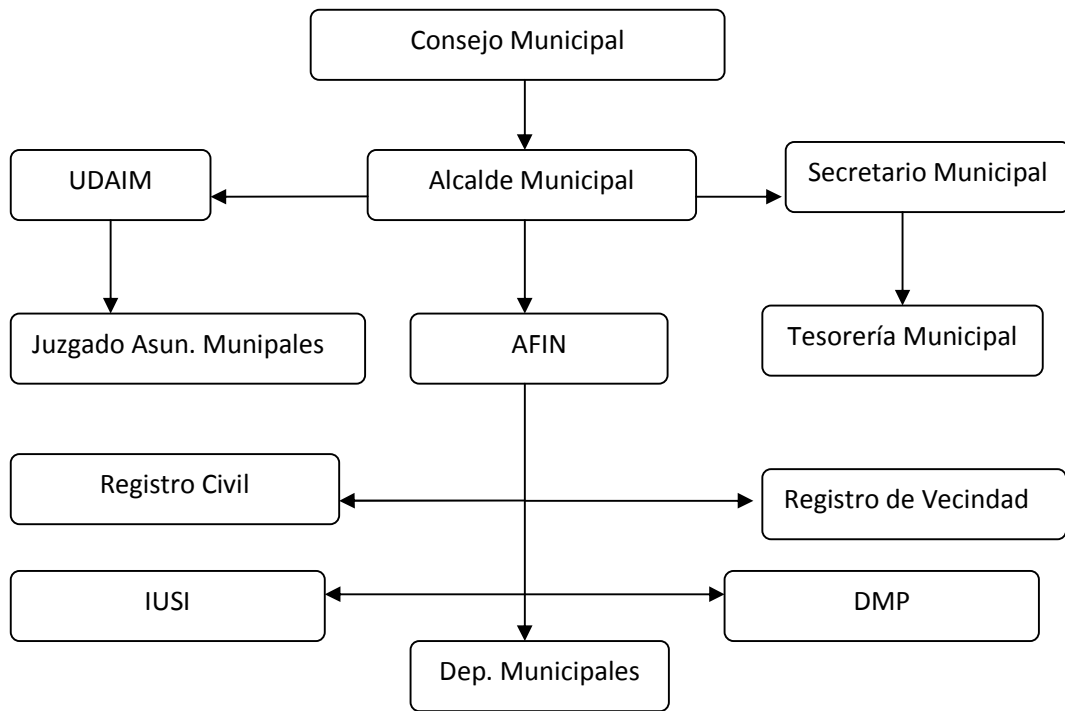 Consejo Municipal
UDAIM
Alcalde Municipal
Secretario Municipal
Juzgado Asun. Munipales
AFIN
Tesorería Municipal
Registro Civil
Registro de Vecindad
IUSI
DMP
Dep. Municipales